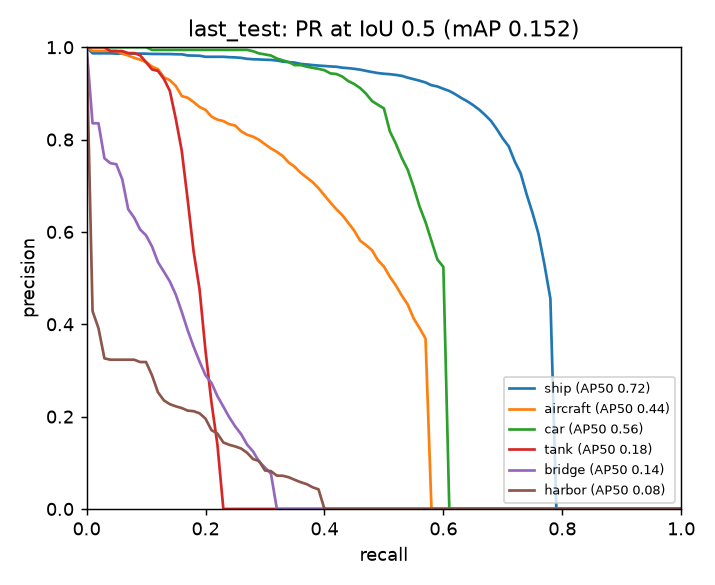 last_test: PR at IoU 0.5 (mAP 0.152)
1.0
0.8
0.6
0.4
0.2
0.0
precision
ship (AP50 0.72)
aircraft (AP50 0.44)
car (AP50 0.56)
tank (AP50 0.18)
bridge (AP50 0.14)
harbor (AP50 0.08)
0.0 0.2 0.4 0.6 0.8 1.0
recall